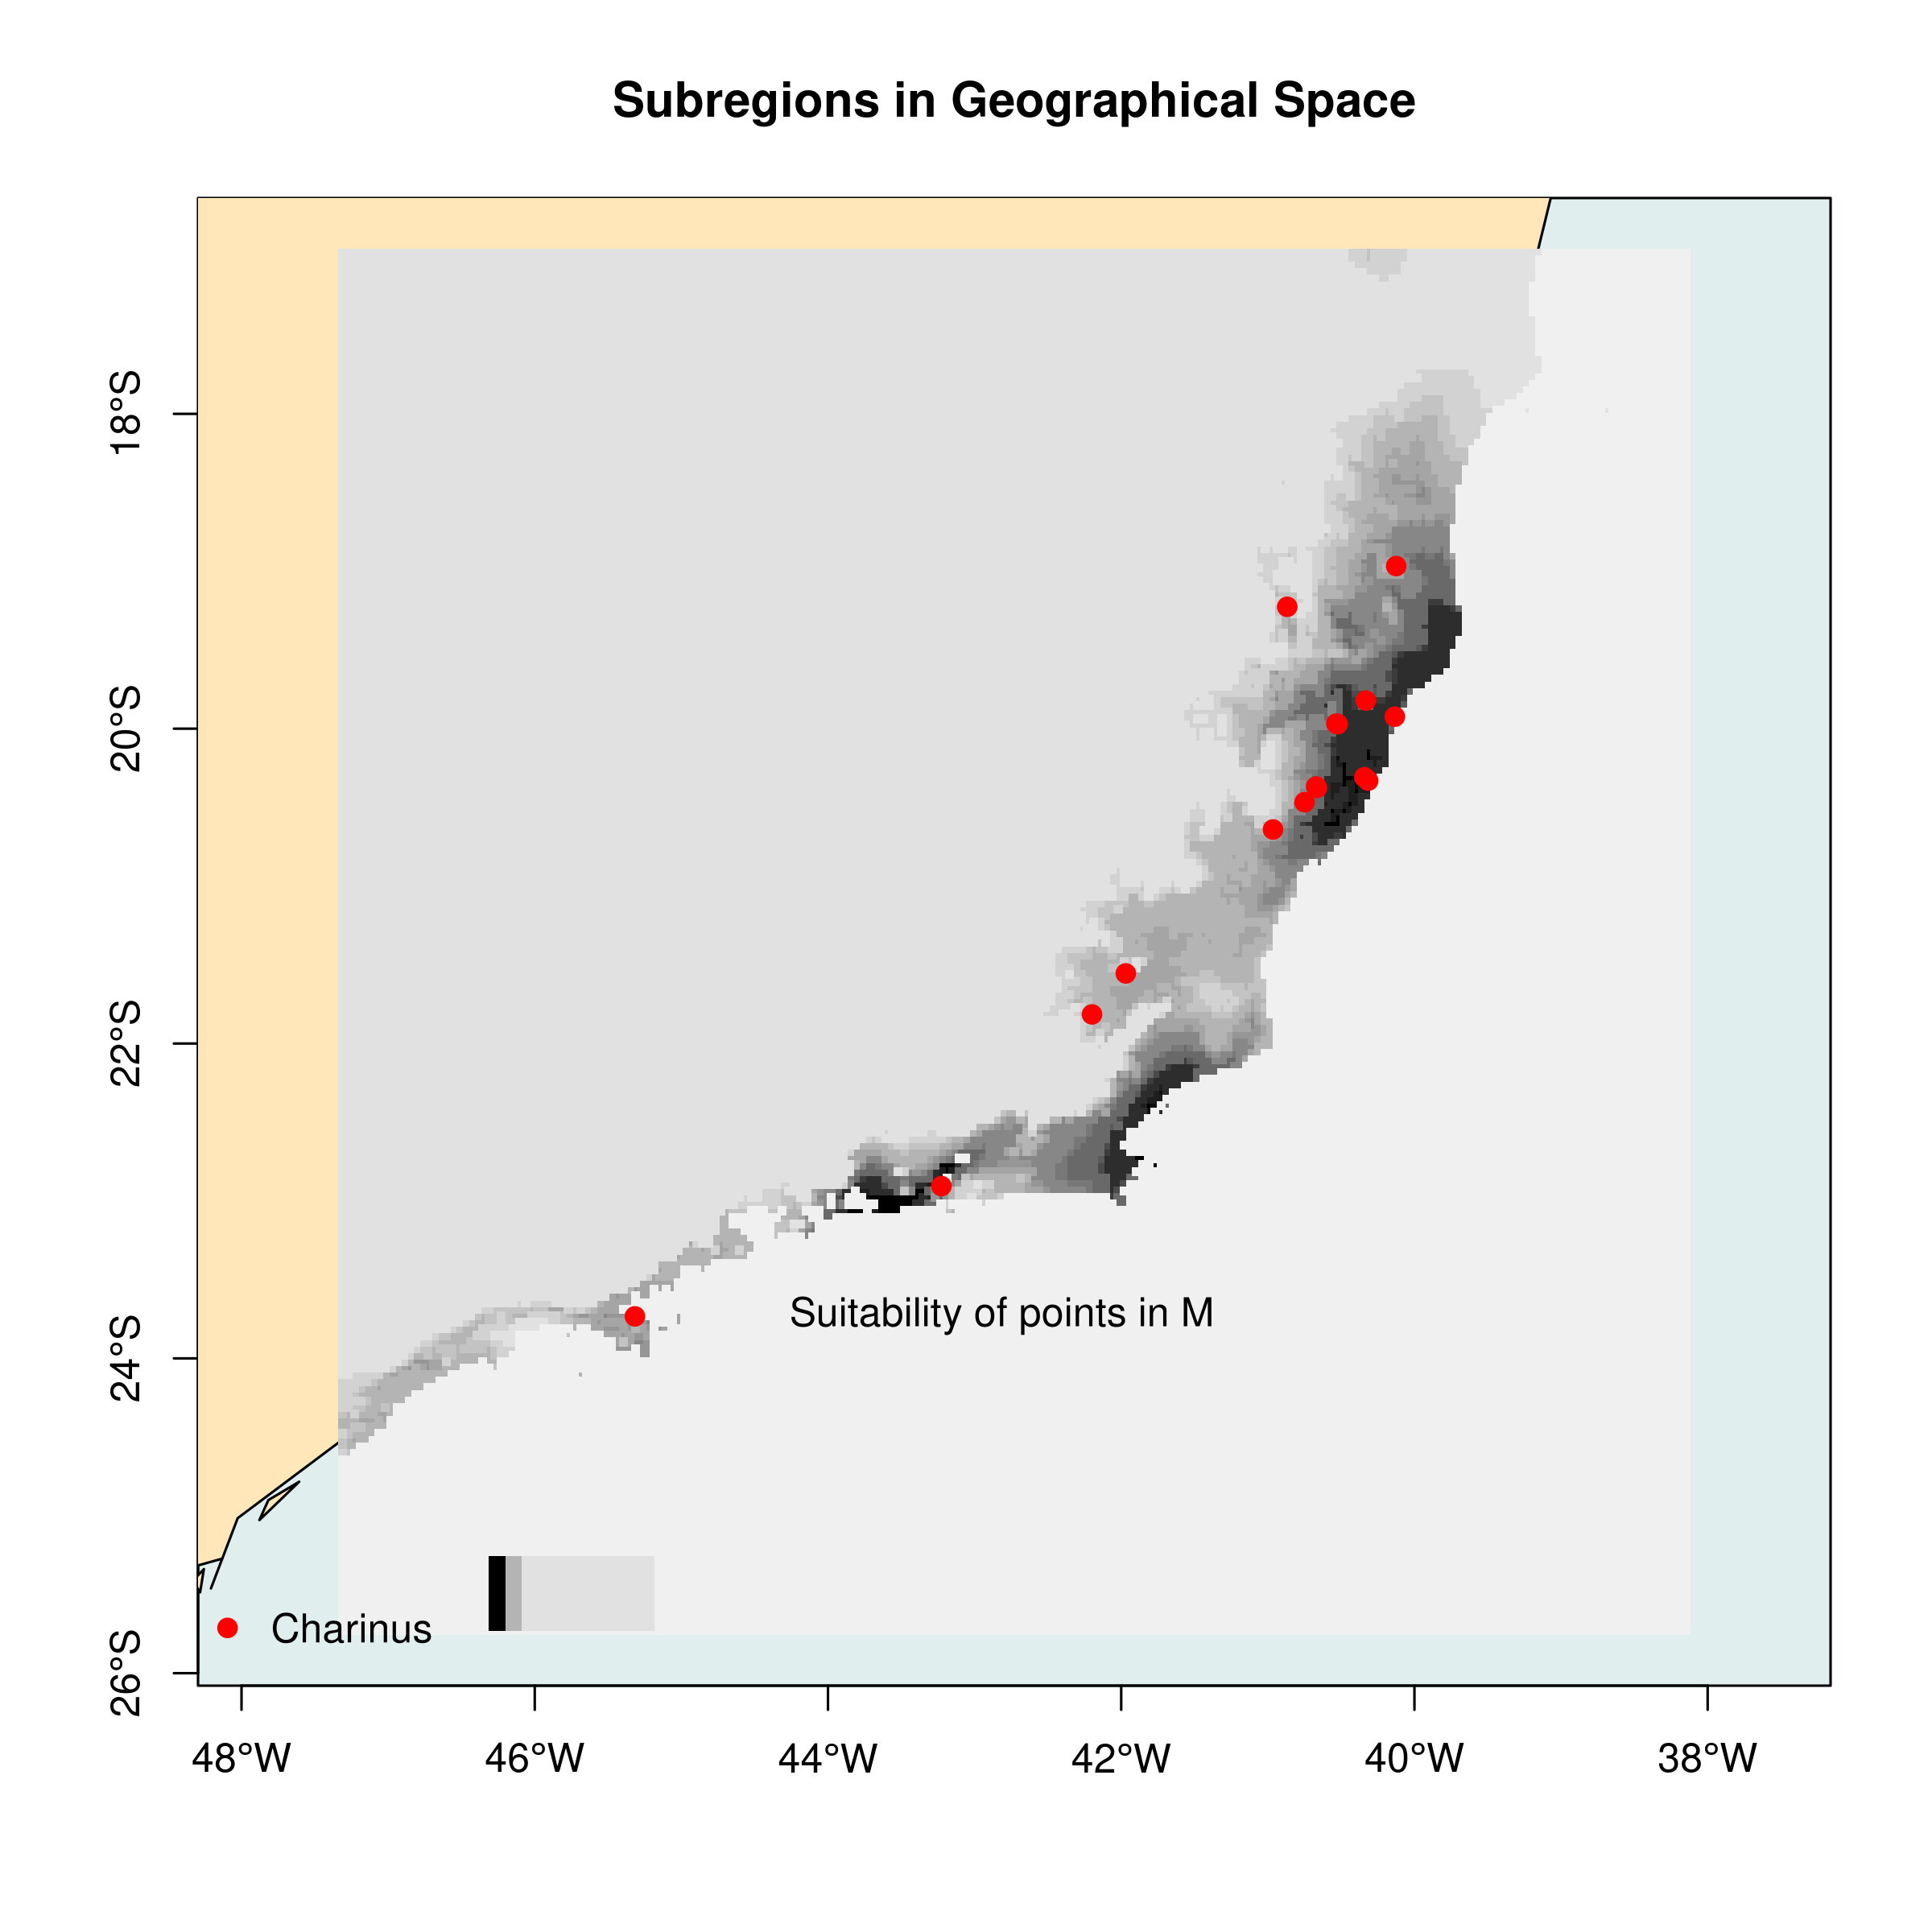 Subregions in Geographical Space
18°S
20°S
22°S
24°S
26°S
Suitability of points in M
Charinus
48°W
46°W
44°W
42°W
40°W
38°W